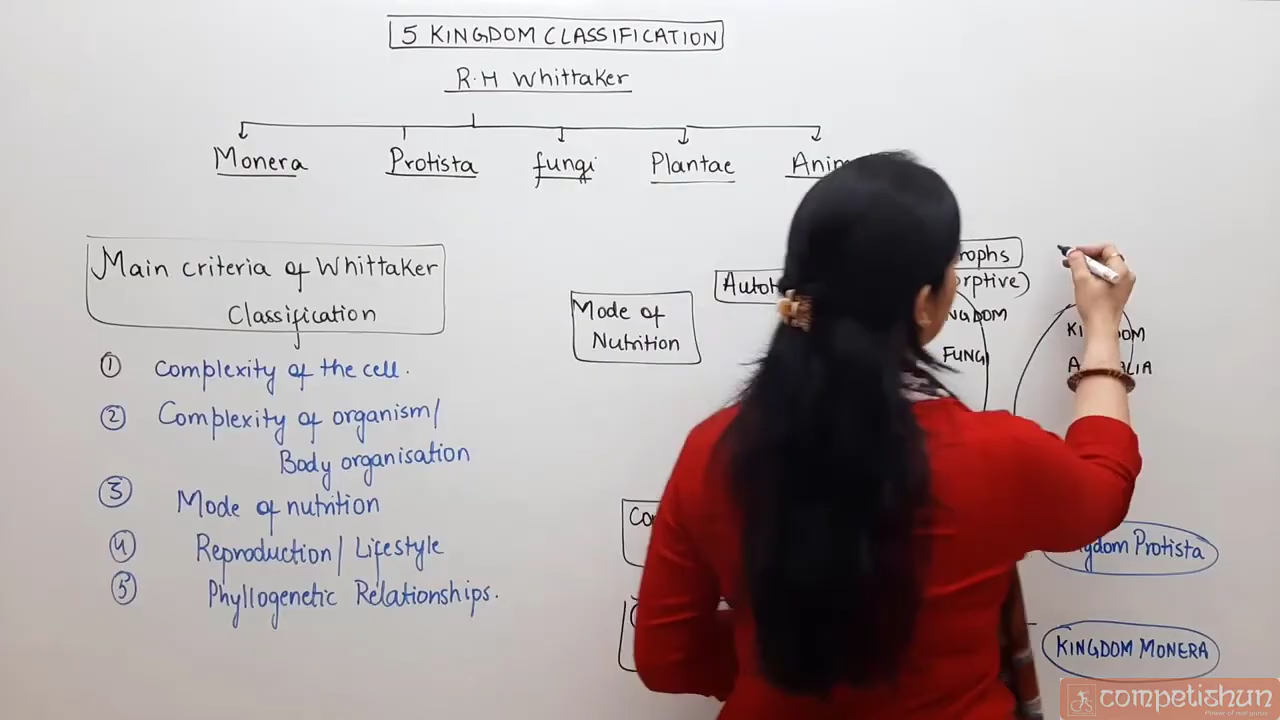 5 KINGDOM CLASSIFICATION
R.H Whittaker
Monera Protista fungi Plantae
Main criteria of Whittaker
Classification
① Complexity of the cell.
② Complexity of organism/
Body organisation
③ Mode of nutrition
④ Reproduction/ Lifestyle
⑤ Phyllogenetic Relationships.
Mode of
Nutrition
FUNGI
Protista
KINGDOM MONERA
competishun